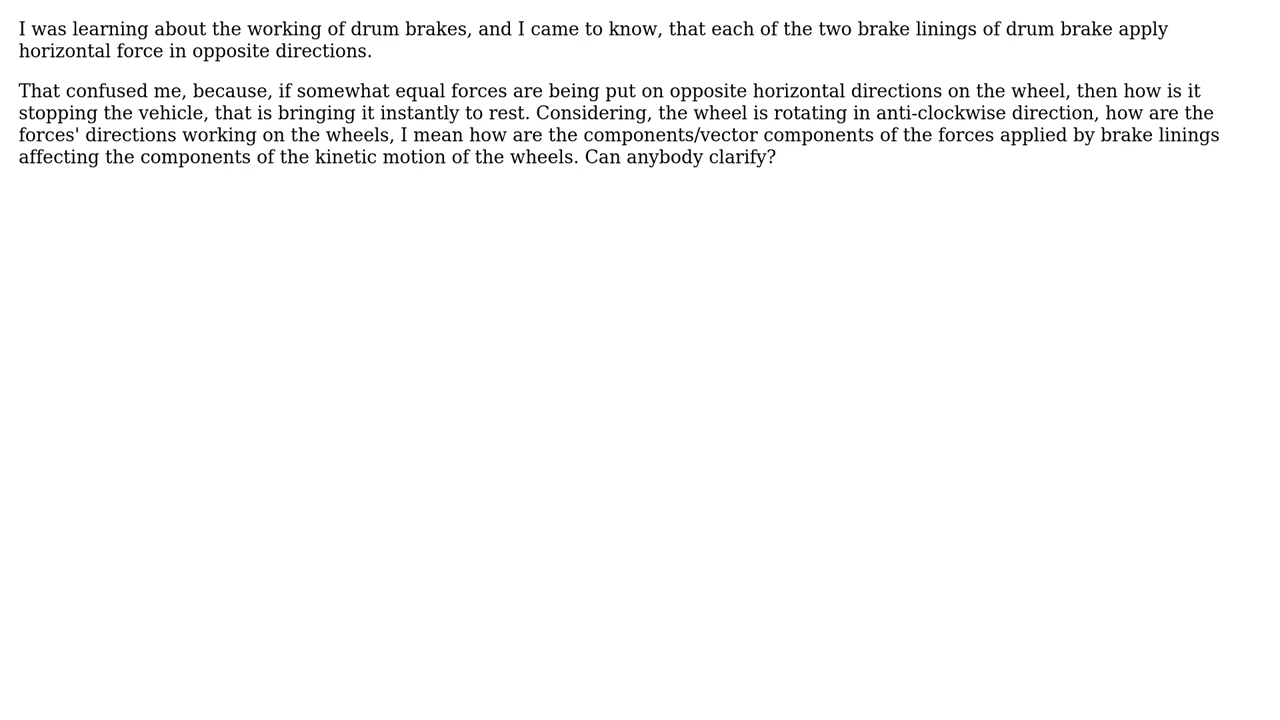 I was learning about the working of drum brakes, and I came to know, that each of the two brake linings of drum brake apply
horizontal force in opposite directions.
That confused me, because, if somewhat equal forces are being put on opposite horizontal directions on the wheel, then how is it
stopping the vehicle, that is bringing it instantly to rest. Considering, the wheel is rotating in anti-clockwise direction, how are the
forces' directions working on the wheels, I mean how are the components/vector components of the forces applied by brake linings
affecting the components of the kinetic motion of the wheels. Can anybody clarify?